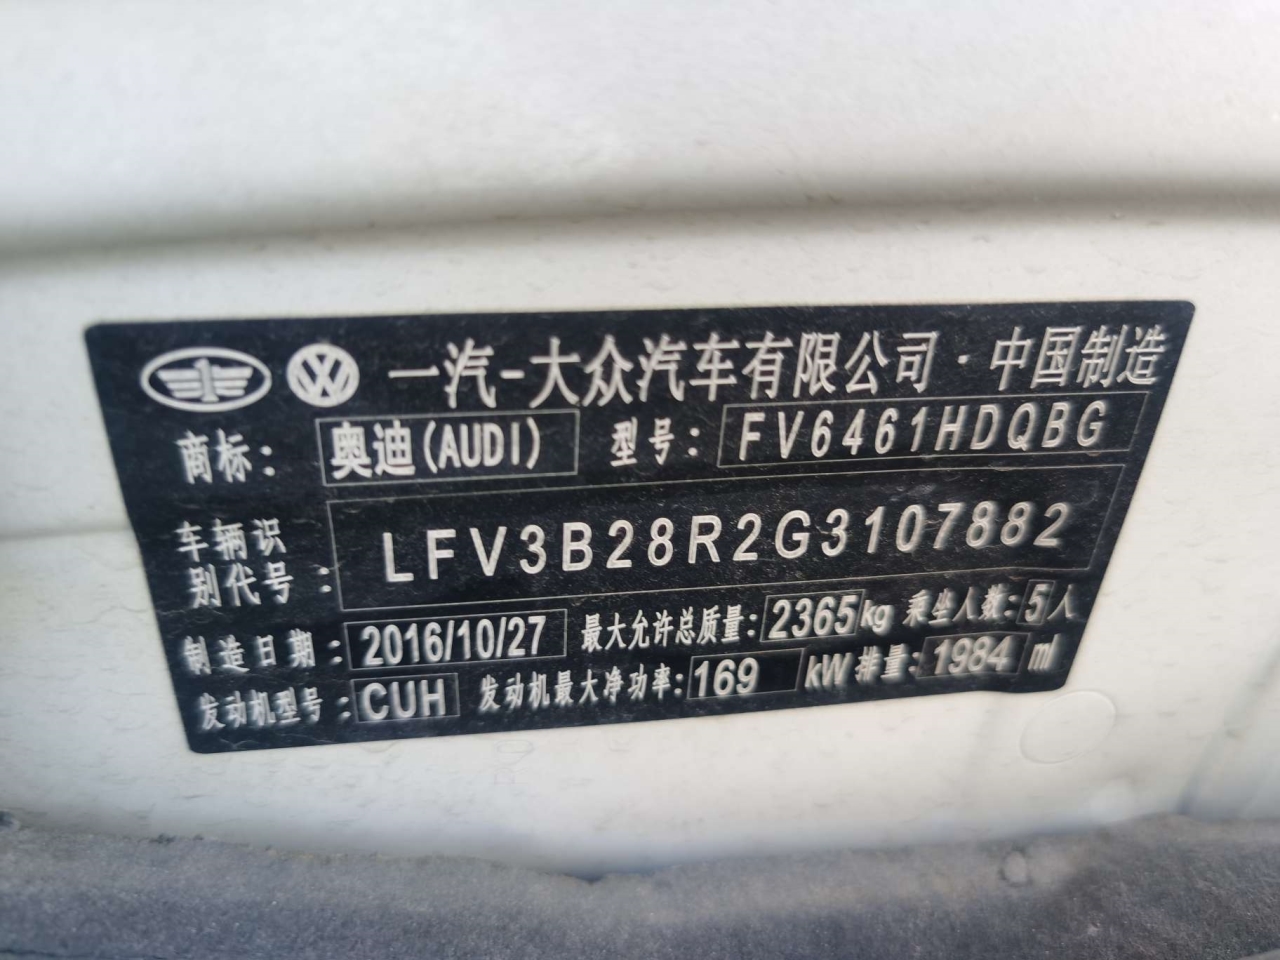 一汽-大众汽车有限公司·中国制造
商标: 奥迪(AUDI) 型号: FV6461HDQBG
车辆识
别代号: LFV3B28R2G3107882
制造日期: 2016/10/27 最大允许总质量: 2365kg 乘坐人数: 5人
发动机型号: CUH 发动机最大净功率: 169 kW 排量: 1984 ml